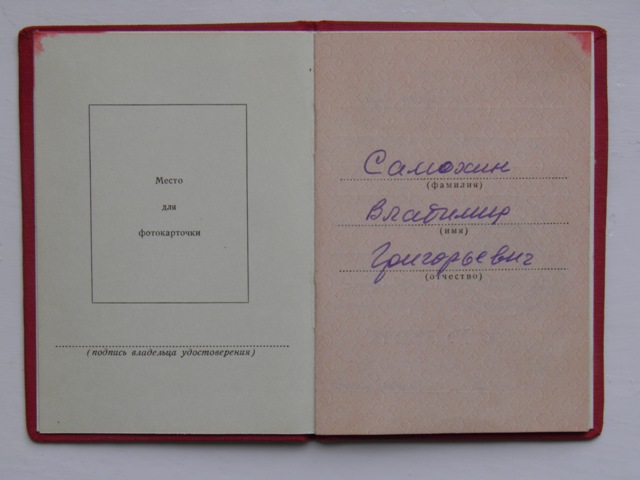 Место
для
фотокарточки
(подпись владельца удостоверения)
Самохин
(фамилия)
Владимир
(имя)
Григорьевич
(отчество)